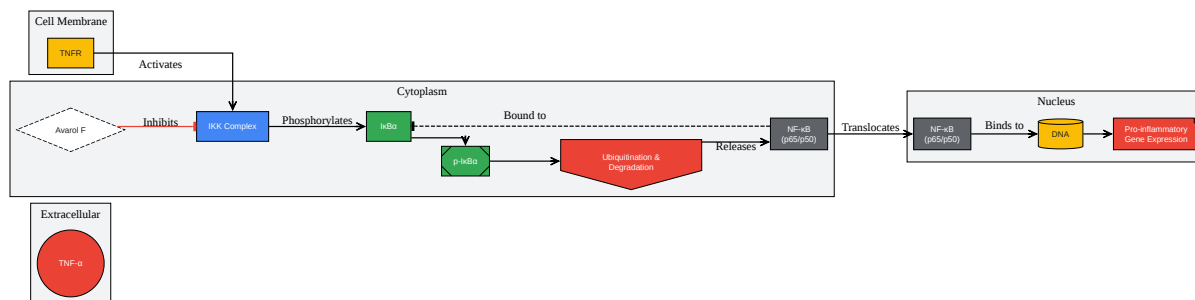 Cell Membrane
TNFR
Activates
Cytoplasm
Avarol F
Inhibits
IKK Complex
Phosphorylates
IκBα
Bound to
p-IκBα
Ubiquitination &
Degradation
Releases
NF-κB
(p65/p50)
Translocates
Nucleus
NF-κB
(p65/p50)
Binds to
DNA
Pro-inflammatory
Gene Expression
Extracellular
TNF-α